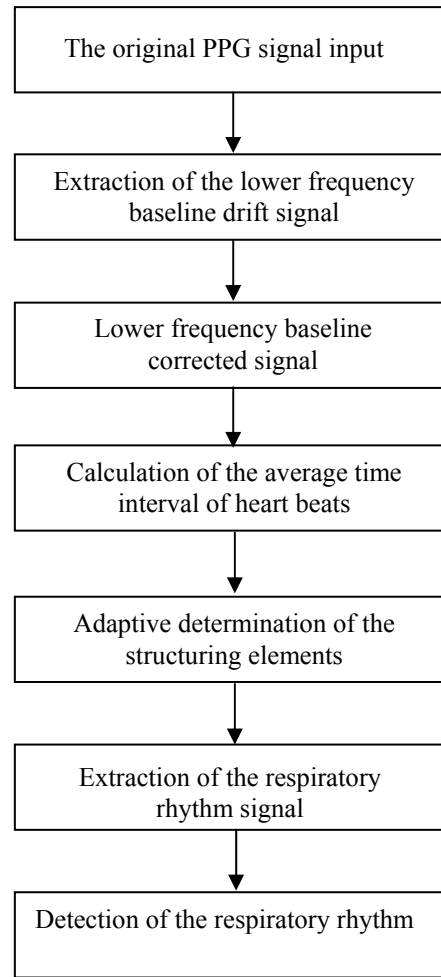 The original PPG signal input
Extraction of the lower frequency
baseline drift signal
Lower frequency baseline
corrected signal
Calculation of the average time
interval of heart beats
Adaptive determination of the
structuring elements
Extraction of the respiratory
rhythm signal
Detection of the respiratory rhythm